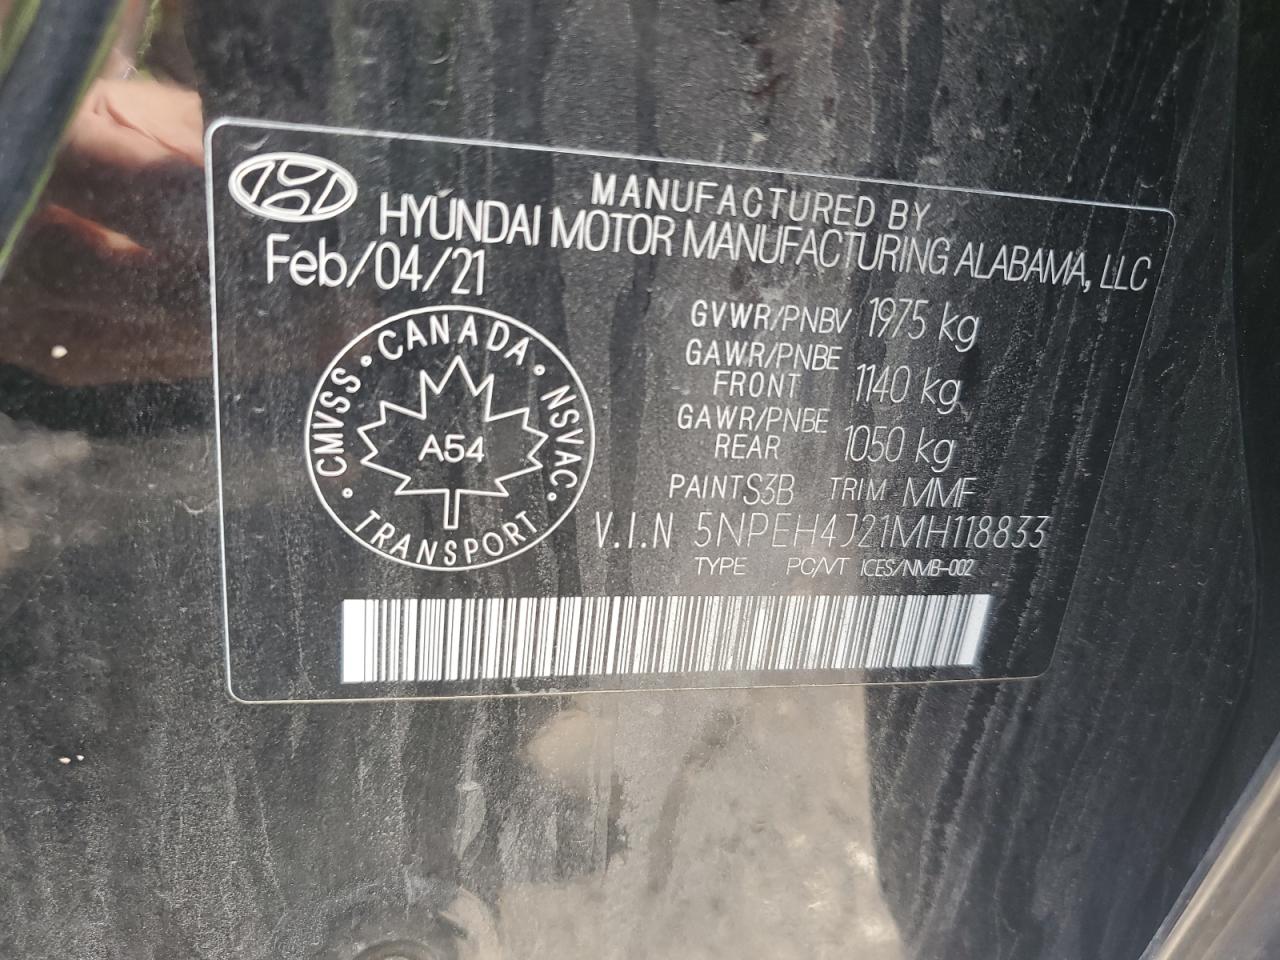 MANUFACTURED BY
HYUNDAI MOTOR MANUFACTURING ALABAMA, LLC
Feb/04/21
GVWR/PNBV 1975 kg
GAWR/PNBE FRONT 1140 kg
GAWR/PNBE REAR 1050 kg
PAINT S3B TRIM MMF
V.I.N 5NPEH4J21MH118833
TYPE PC/VT ICES/NMB-002
CANADA
CMVSS
NSVAC
A54
TRANSPORT